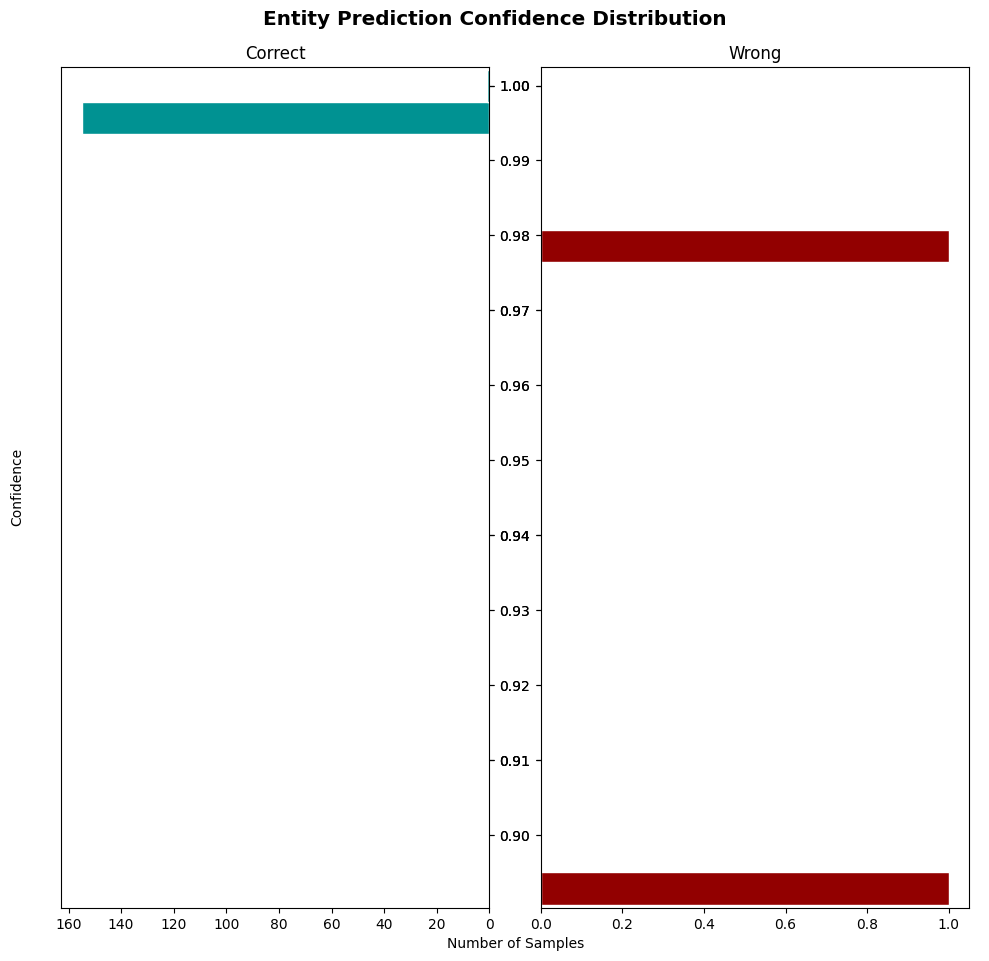 Entity Prediction Confidence Distribution
Correct
Wrong
1.00
0.99
0.98
0.97
0.96
0.95
0.94
0.93
0.92
0.91
0.90
Confidence
160 140 120 100 80 60 40 20 0
0.0 0.2 0.4 0.6 0.8 1.0
Number of Samples